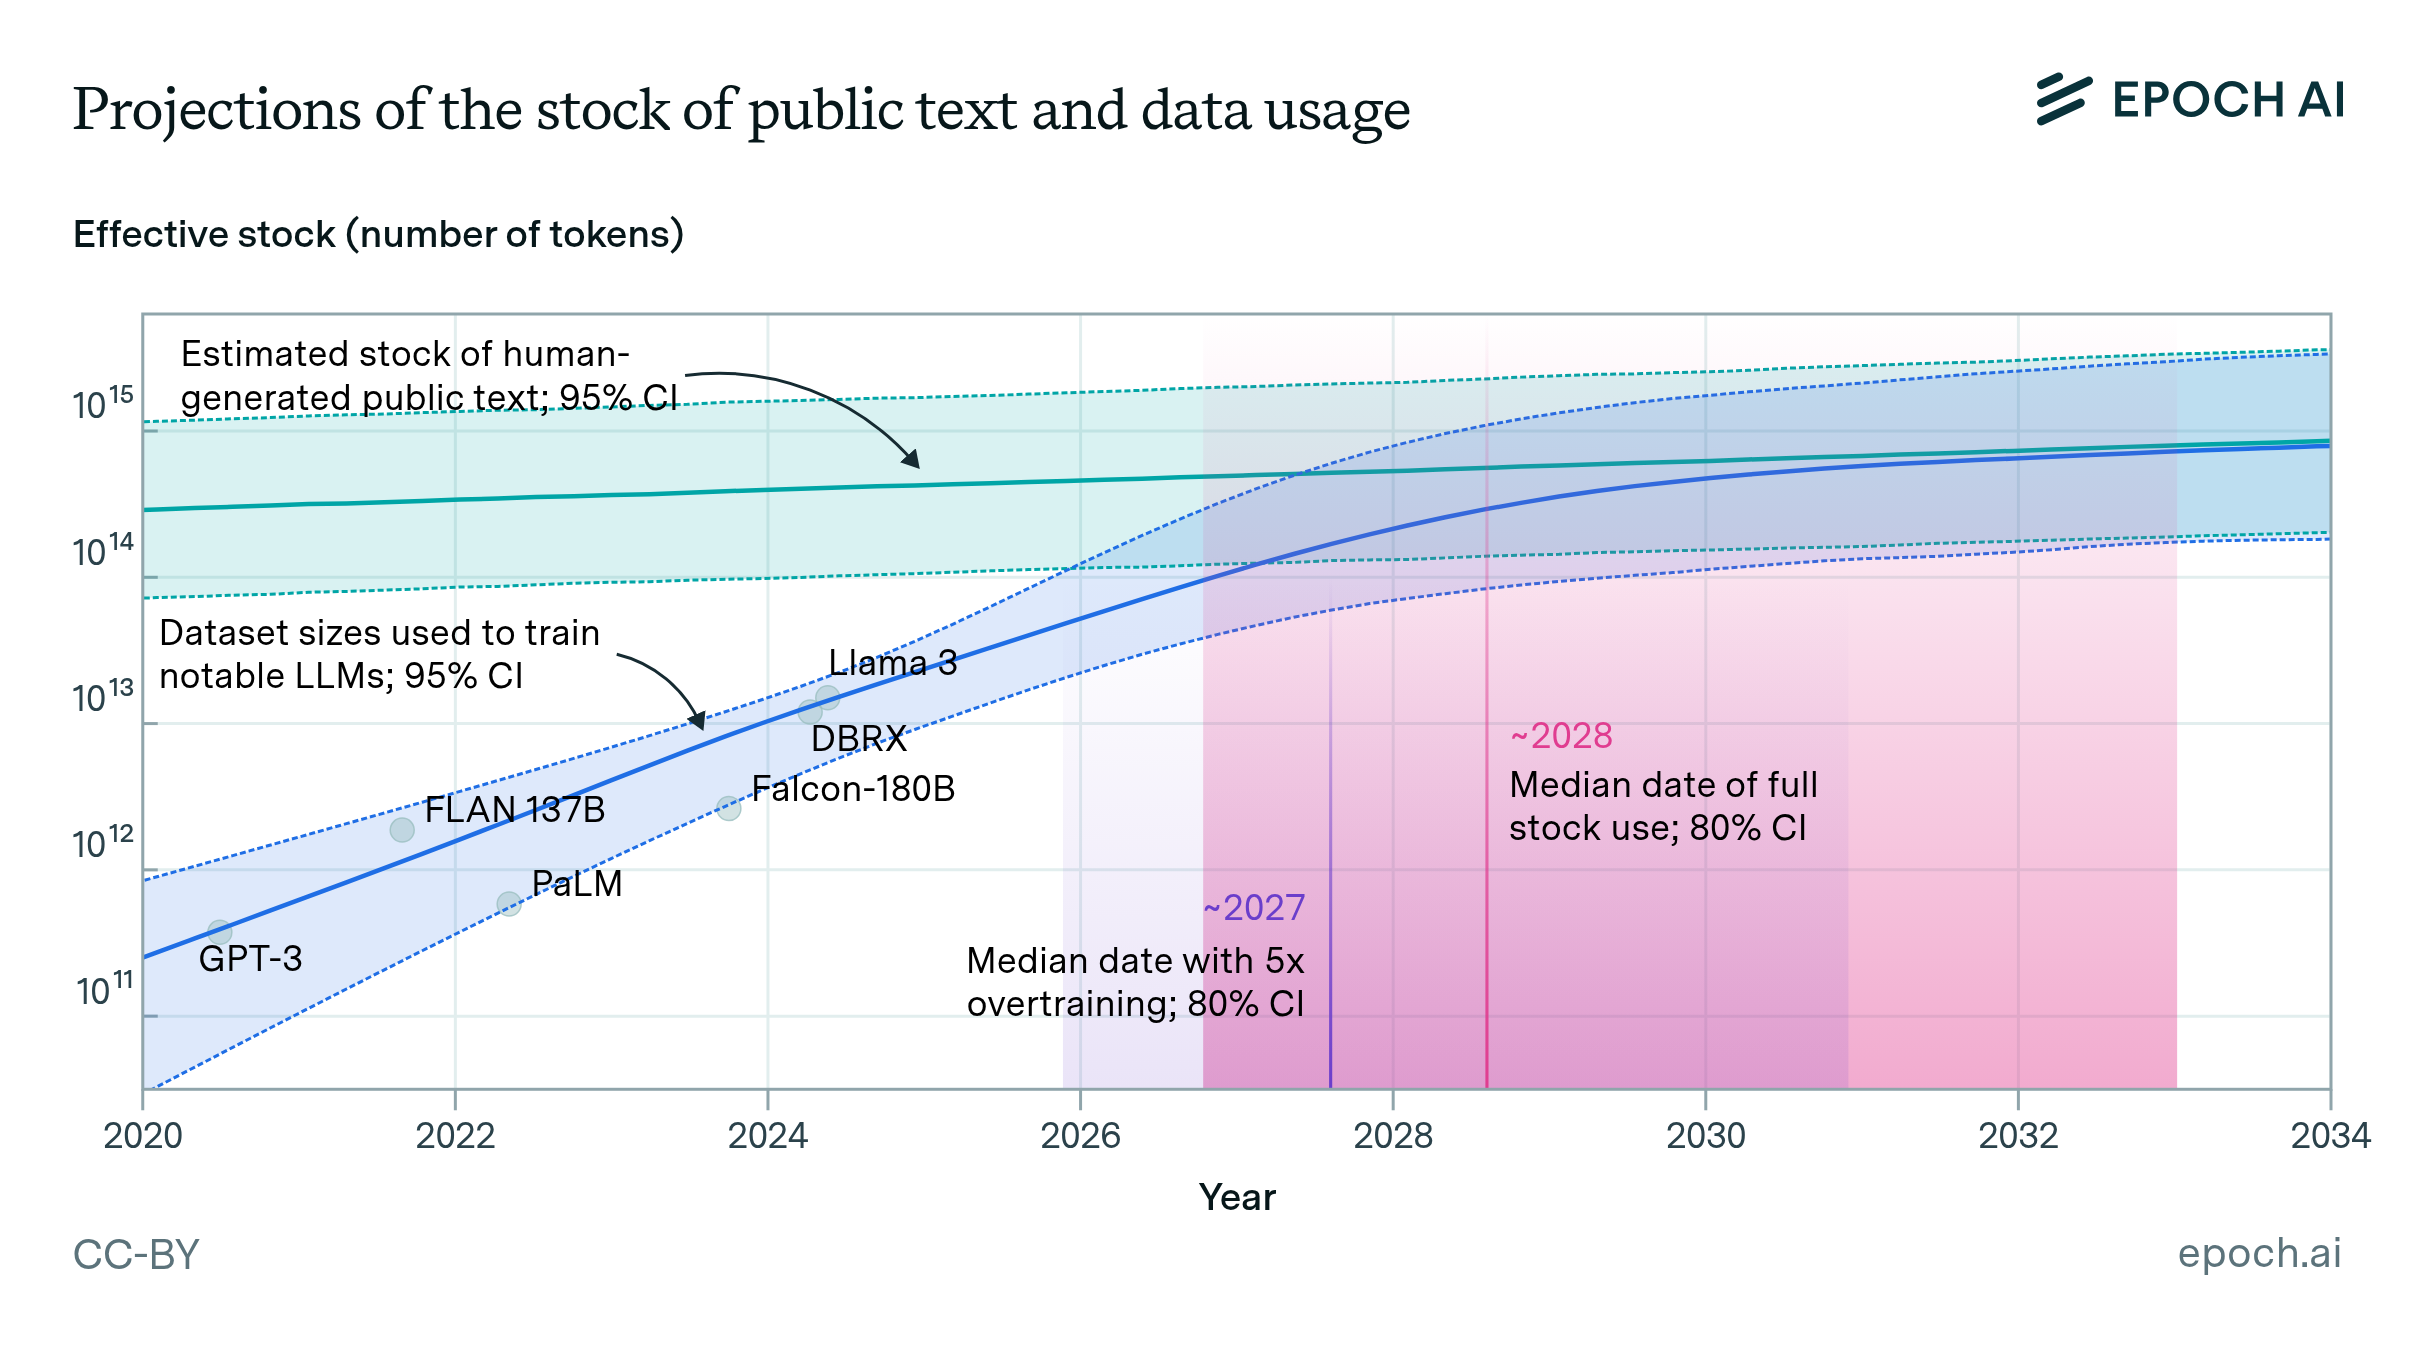 Projections of the stock of public text and data usage
EPOCH AI
Effective stock (number of tokens)
Estimated stock of human-
generated public text; 95% CI
10^15
10^14
Dataset sizes used to train
notable LLMs; 95% CI
Llama 3
10^13
DBRX
~2028
Falcon-180B
Median date of full
stock use; 80% CI
FLAN 137B
10^12
PaLM
~2027
GPT-3
Median date with 5x
overtraining; 80% CI
10^11
2020 2022 2024 2026 2028 2030 2032 2034
Year
CC-BY
epoch.ai